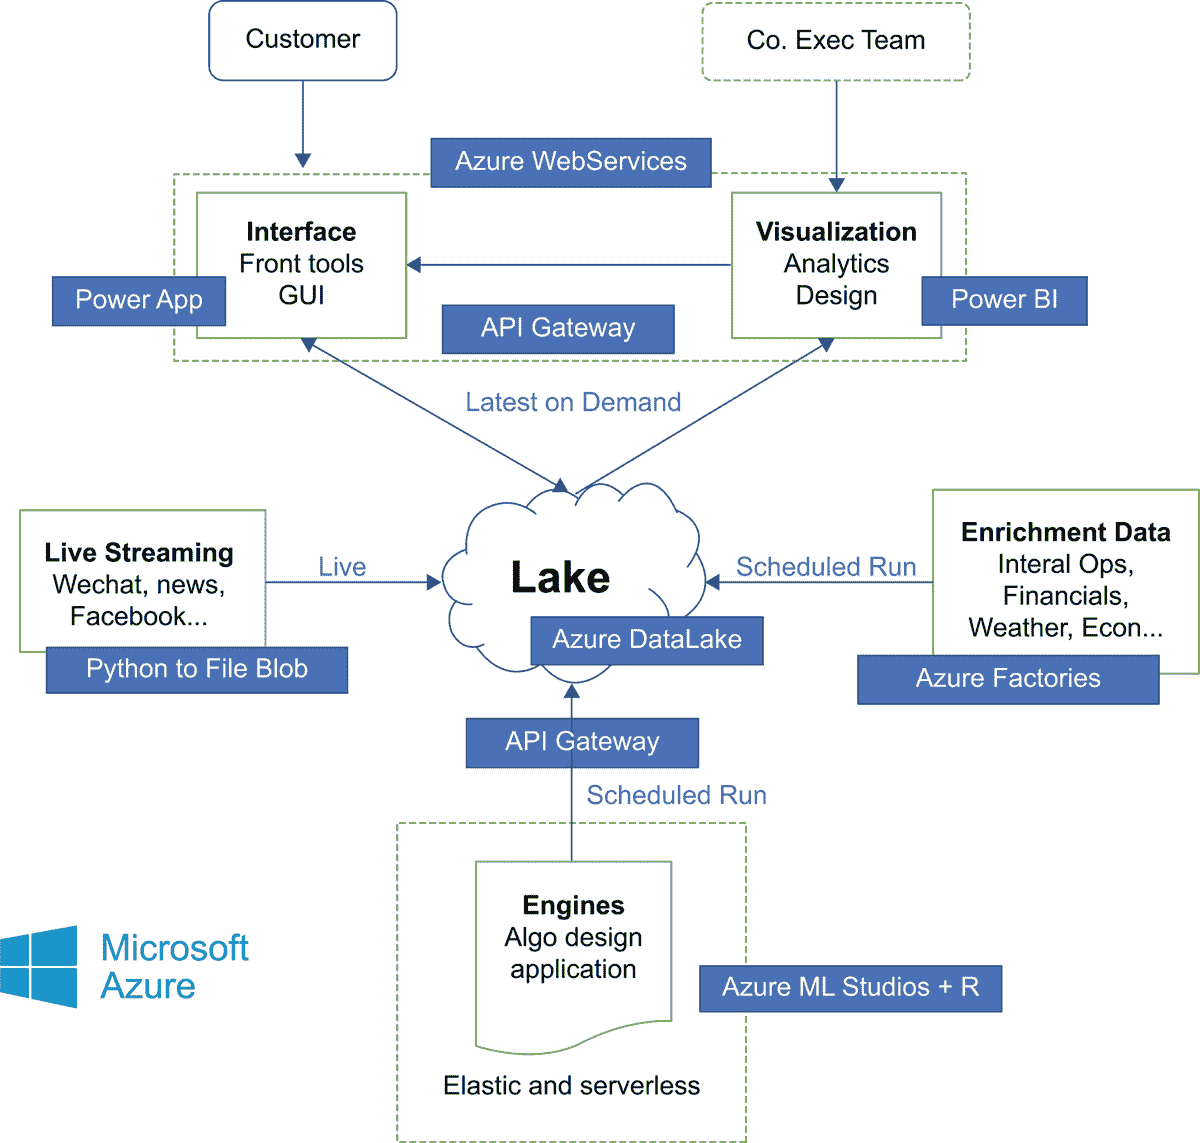 Customer
Co. Exec Team
Azure WebServices
Interface
Front tools
GUI
Visualization
Analytics
Design
Power App
Power BI
API Gateway
Latest on Demand
Live Streaming
Wechat, news,
Facebook...
Python to File Blob
Live
Lake
Azure DataLake
Scheduled Run
Enrichment Data
Interal Ops,
Financials,
Weather, Econ...
Azure Factories
API Gateway
Scheduled Run
Engines
Algo design
application
Azure ML Studios + R
Elastic and serverless
Microsoft
Azure